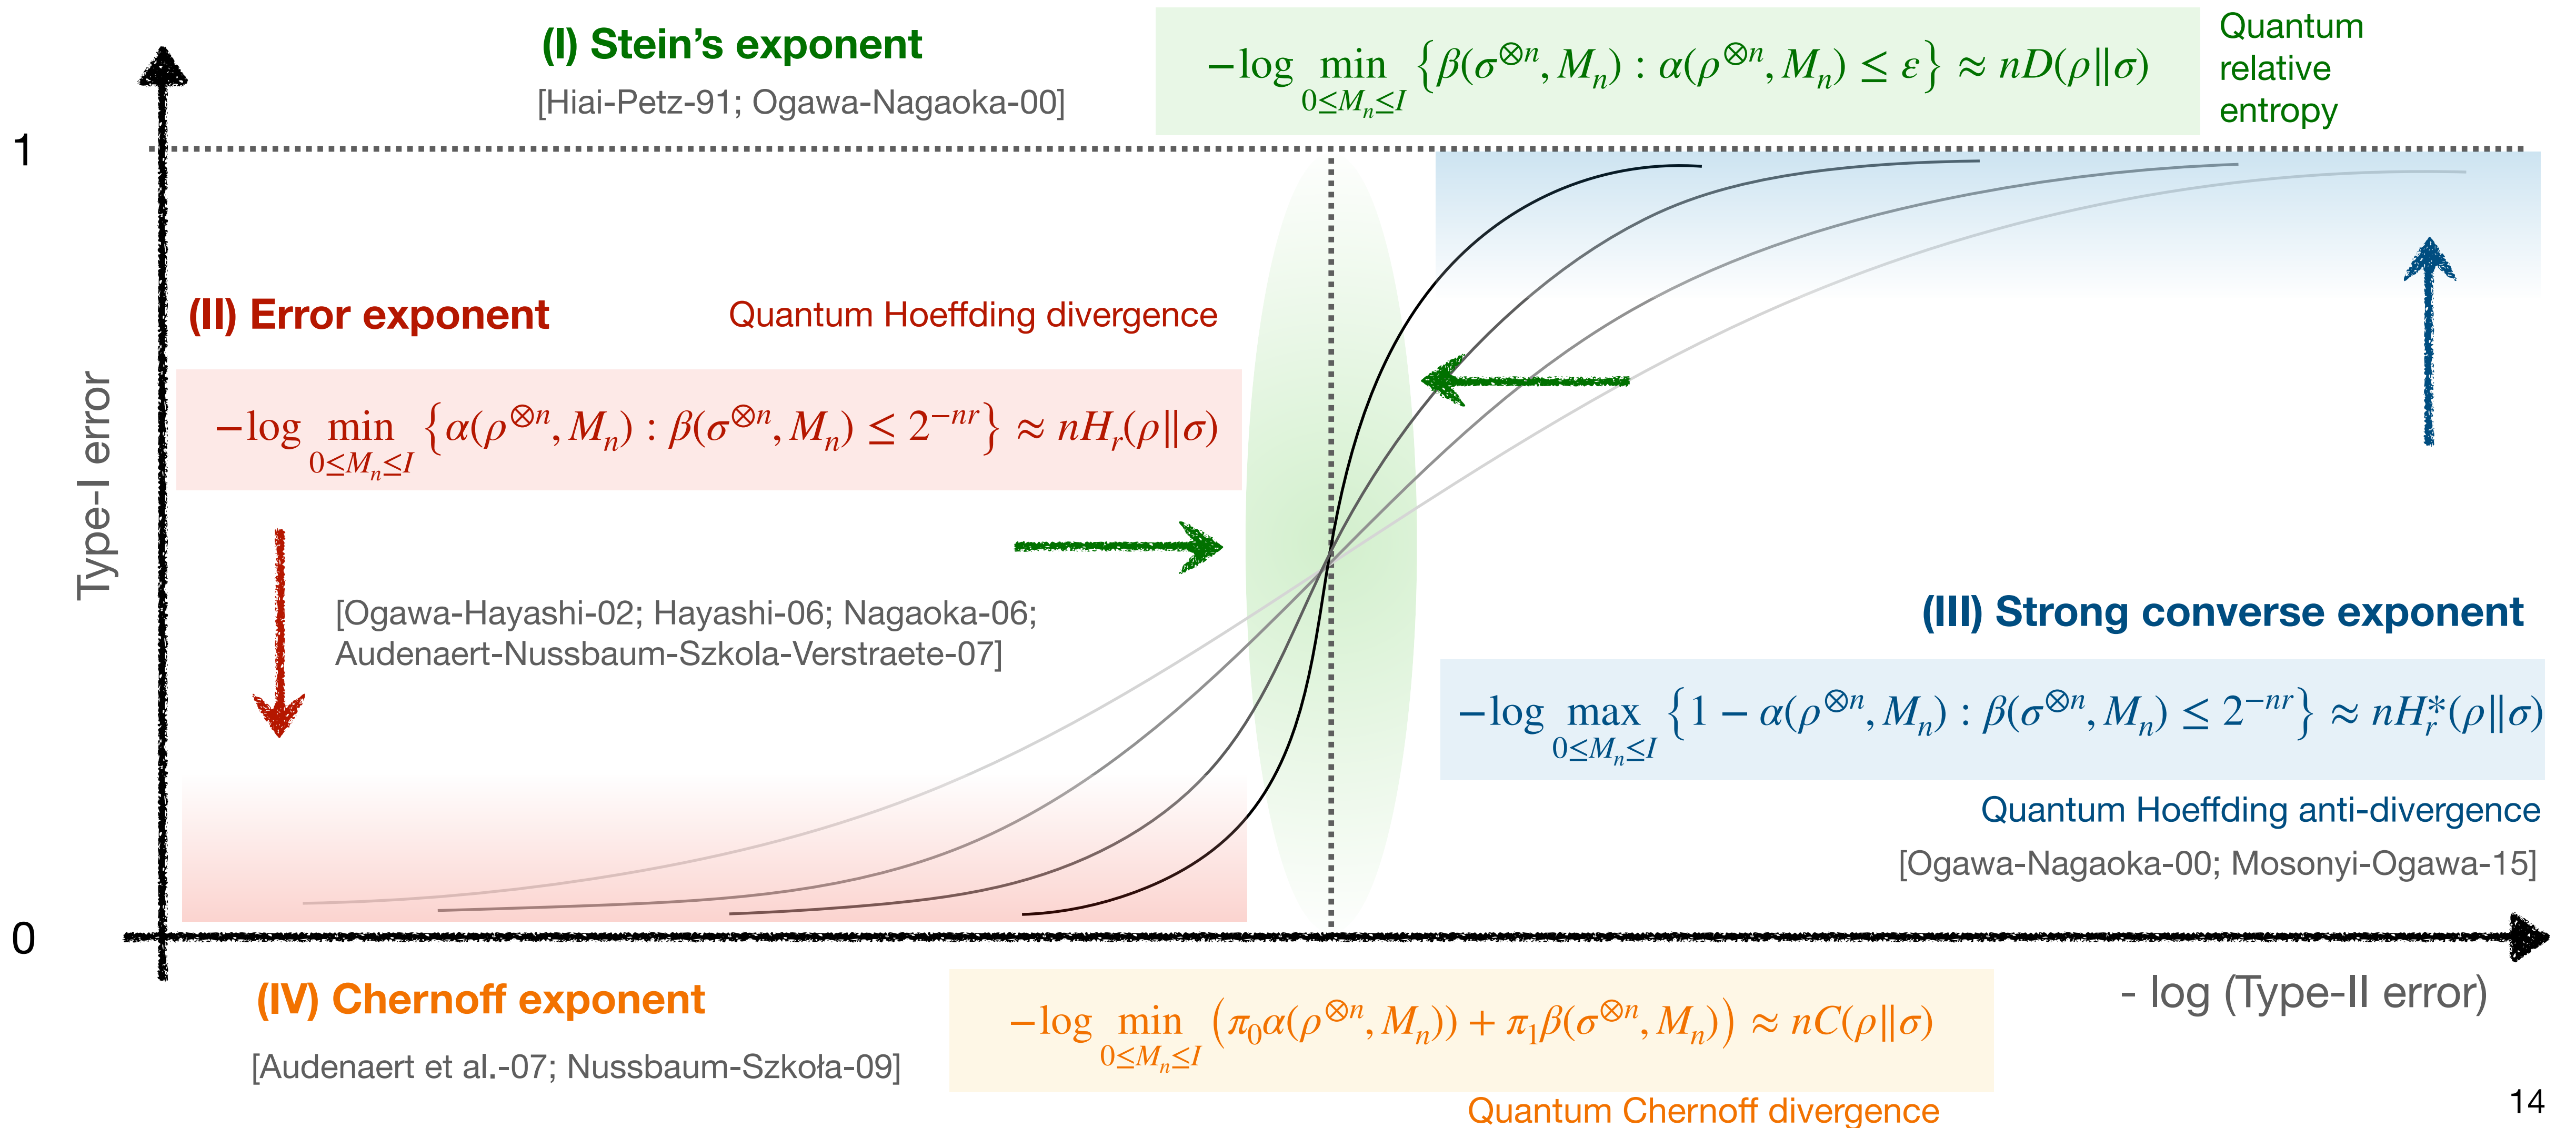 (I) Stein's exponent
[Hiai-Petz-91; Ogawa-Nagaoka-00]
−log min_{0≤M_n≤I} {β(σ^{⊗n}, M_n) : α(ρ^{⊗n}, M_n) ≤ ε} ≈ nD(ρ∥σ)
Quantum
relative
entropy
1
(II) Error exponent
Quantum Hoeffding divergence
−log min_{0≤M_n≤I} {α(ρ^{⊗n}, M_n) : β(σ^{⊗n}, M_n) ≤ 2^{−nr}} ≈ nH_r(ρ∥σ)
Type-I error
[Ogawa-Hayashi-02; Hayashi-06; Nagaoka-06;
Audenaert-Nussbaum-Szkola-Verstraete-07]
(III) Strong converse exponent
−log max_{0≤M_n≤I} {1 − α(ρ^{⊗n}, M_n) : β(σ^{⊗n}, M_n) ≤ 2^{−nr}} ≈ nH_r^*(ρ∥σ)
Quantum Hoeffding anti-divergence
[Ogawa-Nagaoka-00; Mosonyi-Ogawa-15]
0
- log (Type-II error)
(IV) Chernoff exponent
[Audenaert et al.-07; Nussbaum-Szkoła-09]
−log min_{0≤M_n≤I} (π_0α(ρ^{⊗n}, M_n)) + π_1β(σ^{⊗n}, M_n)) ≈ nC(ρ∥σ)
Quantum Chernoff divergence
14